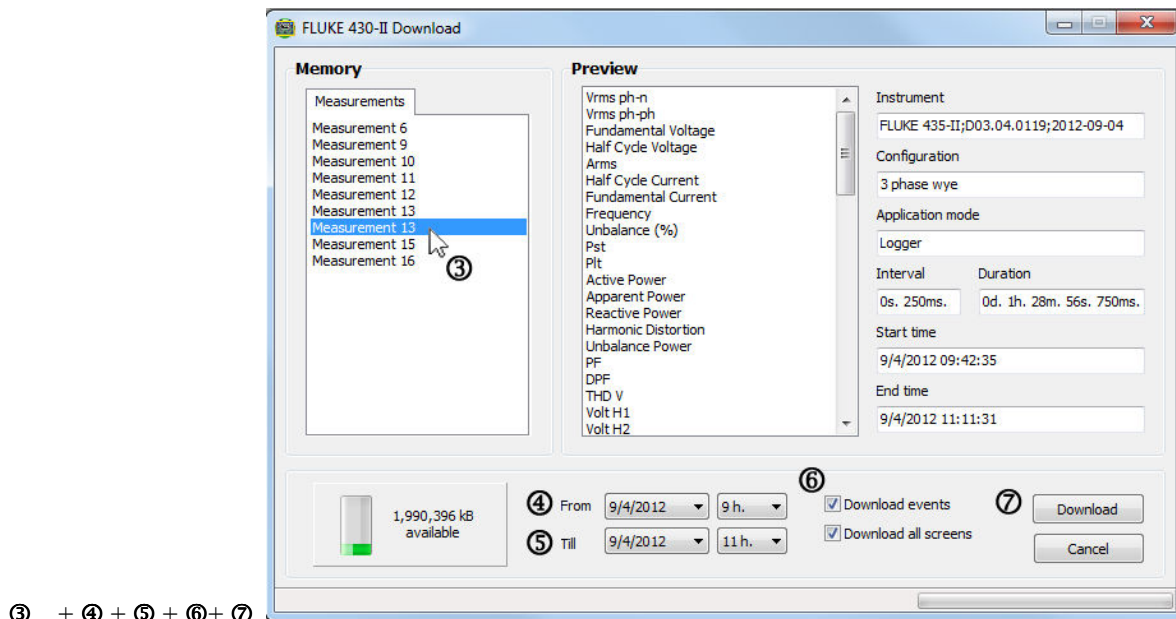 FLUKE 430-II Download
Memory
Measurements
Measurement 6
Measurement 9
Measurement 10
Measurement 11
Measurement 12
Measurement 13
Measurement 13
Measurement 15
Measurement 16
③
Preview
Vrms ph-n
Vrms ph-ph
Fundamental Voltage
Half Cycle Voltage
Arms
Half Cycle Current
Fundamental Current
Frequency
Unbalance (%)
Pst
Plt
Active Power
Apparent Power
Reactive Power
Harmonic Distortion
Unbalance Power
PF
DPF
THD V
Volt H1
Volt H2
Instrument
FLUKE 435-II;D03.04.0119;2012-09-04
Configuration
3 phase wye
Application mode
Logger
Interval Duration
0s. 250ms. 0d. 1h. 28m. 56s. 750ms.
Start time
9/4/2012 09:42:35
End time
9/4/2012 11:11:31
1,990,396 kB
available
④ From 9/4/2012 9 h.
⑤ Till 9/4/2012 11 h.
⑥
Download events
Download all screens
⑦ Download
Cancel
③ + ④ + ⑤ + ⑥+ ⑦